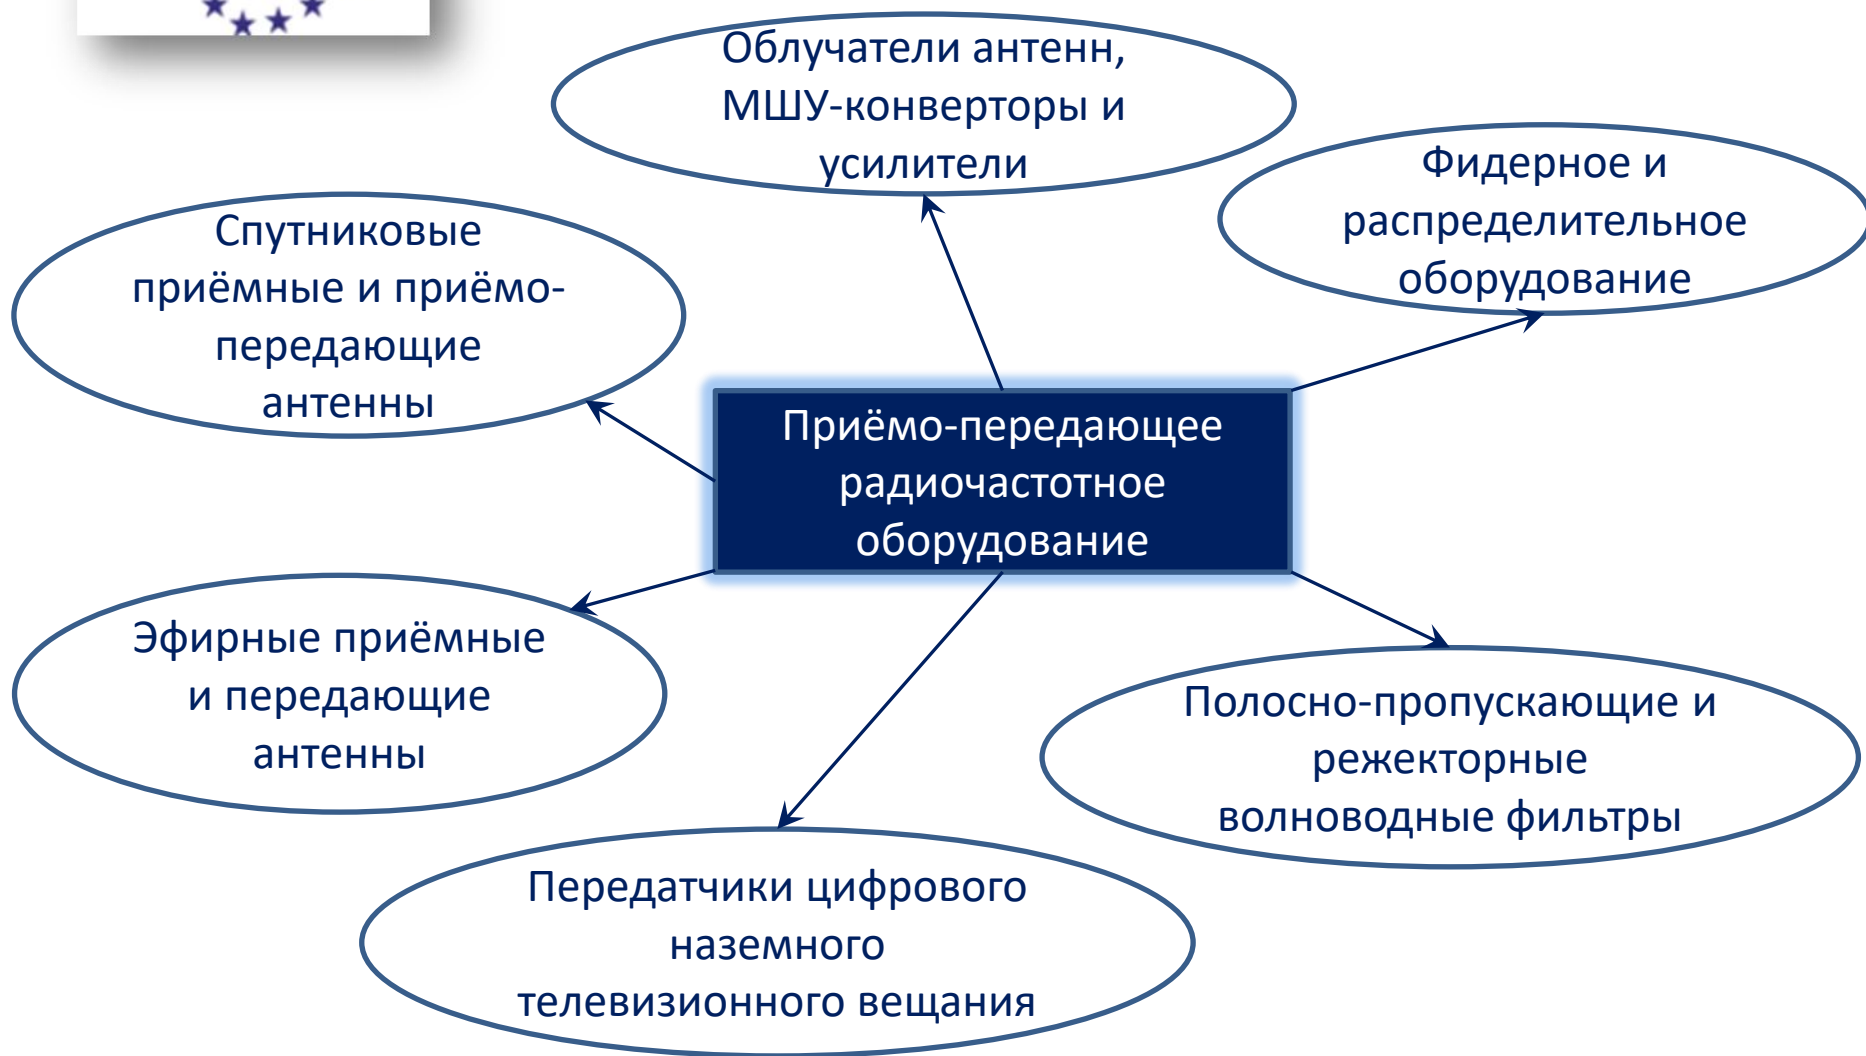 Облучатели антенн,
МШУ-конверторы и
усилители
Фидерное и
распределительное
оборудование
Спутниковые
приёмные и приёмо-
передающие
антенны
Приёмо-передающее
радиочастотное
оборудование
Эфирные приёмные
и передающие
антенны
Полосно-пропускающие и
режекторные
волноводные фильтры
Передатчики цифрового
наземного
телевизионного вещания